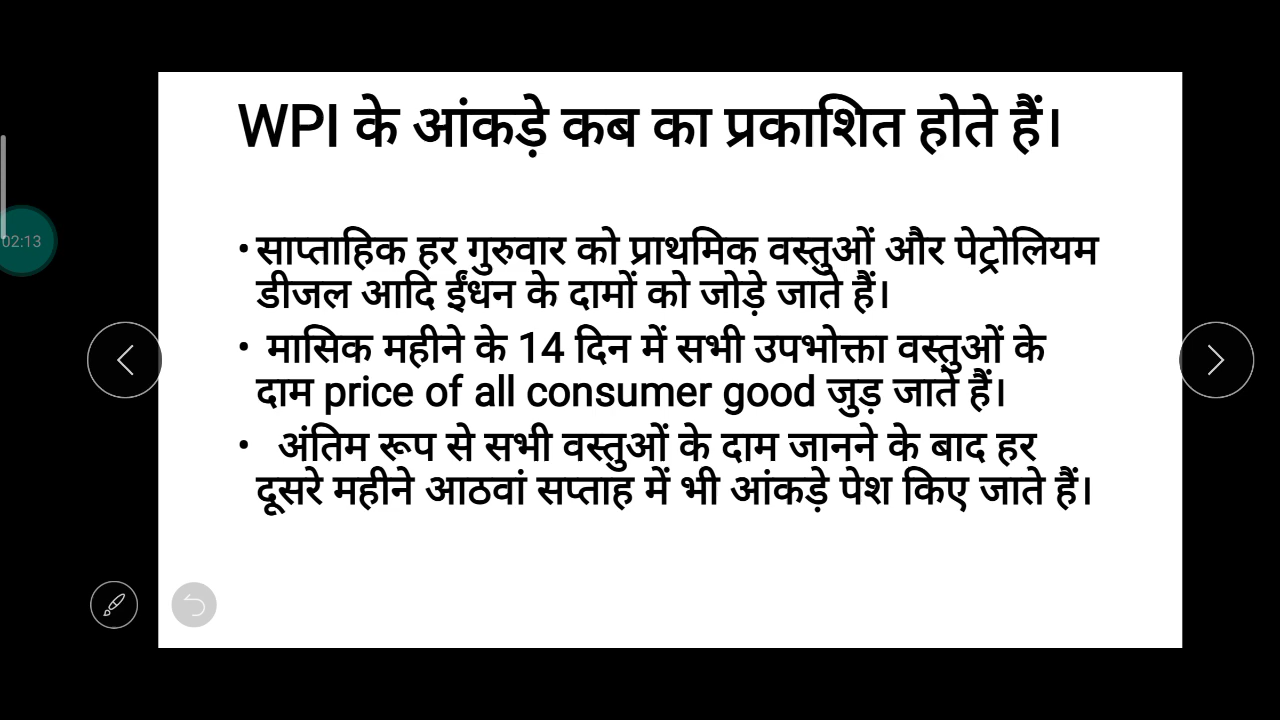 WPI के आंकड़े कब का प्रकाशित होते हैं।
• साप्ताहिक हर गुरुवार को प्राथमिक वस्तुओं और पेट्रोलियम
डीजल आदि ईंधन के दामों को जोड़े जाते हैं।
• मासिक महीने के 14 दिन में सभी उपभोक्ता वस्तुओं के
दाम price of all consumer good जुड़ जाते हैं।
• अंतिम रूप से सभी वस्तुओं के दाम जानने के बाद हर
दूसरे महीने आठवां सप्ताह में भी आंकड़े पेश किए जाते हैं।
02:13